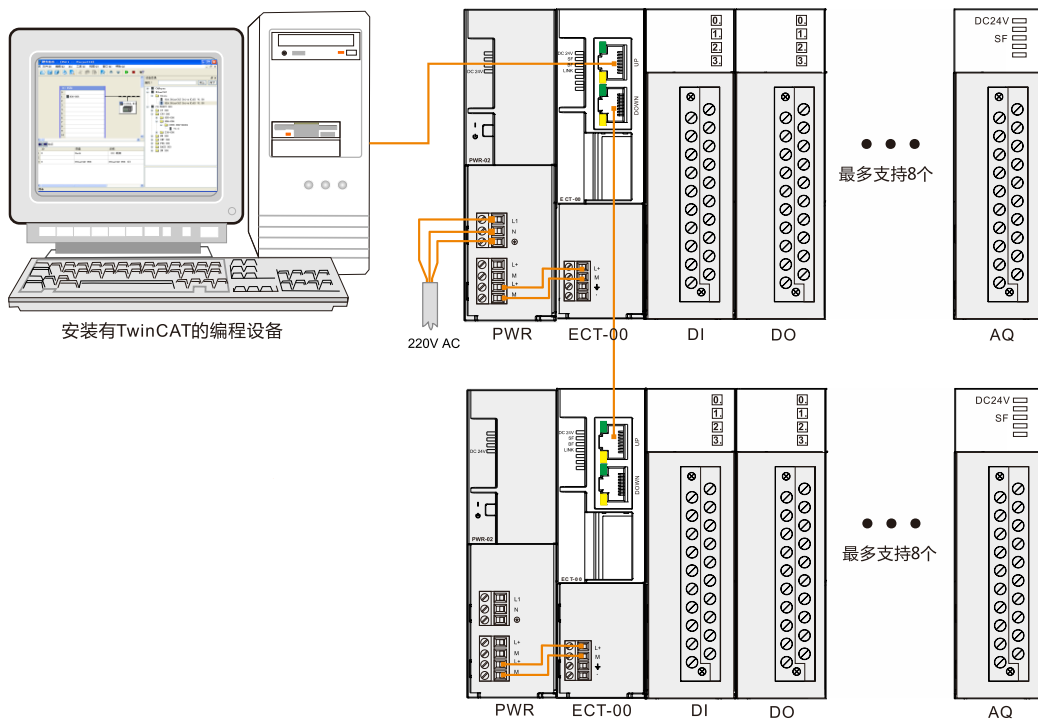 0.
1.
2.
3.
0.
1.
2.
3.
DC24V
SF
DC 24V
DC 24V
SF
BF
LINK
UP
DOWN
PWR-02
ECT-00
最多支持8个
L1
N
L+
M
L+
M
L+
M
安装有TwinCAT的编程设备
220V AC
PWR
ECT-00
DI
DO
AQ
0.
1.
2.
3.
0.
1.
2.
3.
DC24V
SF
DC 24V
DC 24V
SF
BF
LINK
UP
DOWN
PWR-02
ECT-00
最多支持8个
L1
N
L+
M
L+
M
L+
M
PWR
ECT-00
DI
DO
AQ